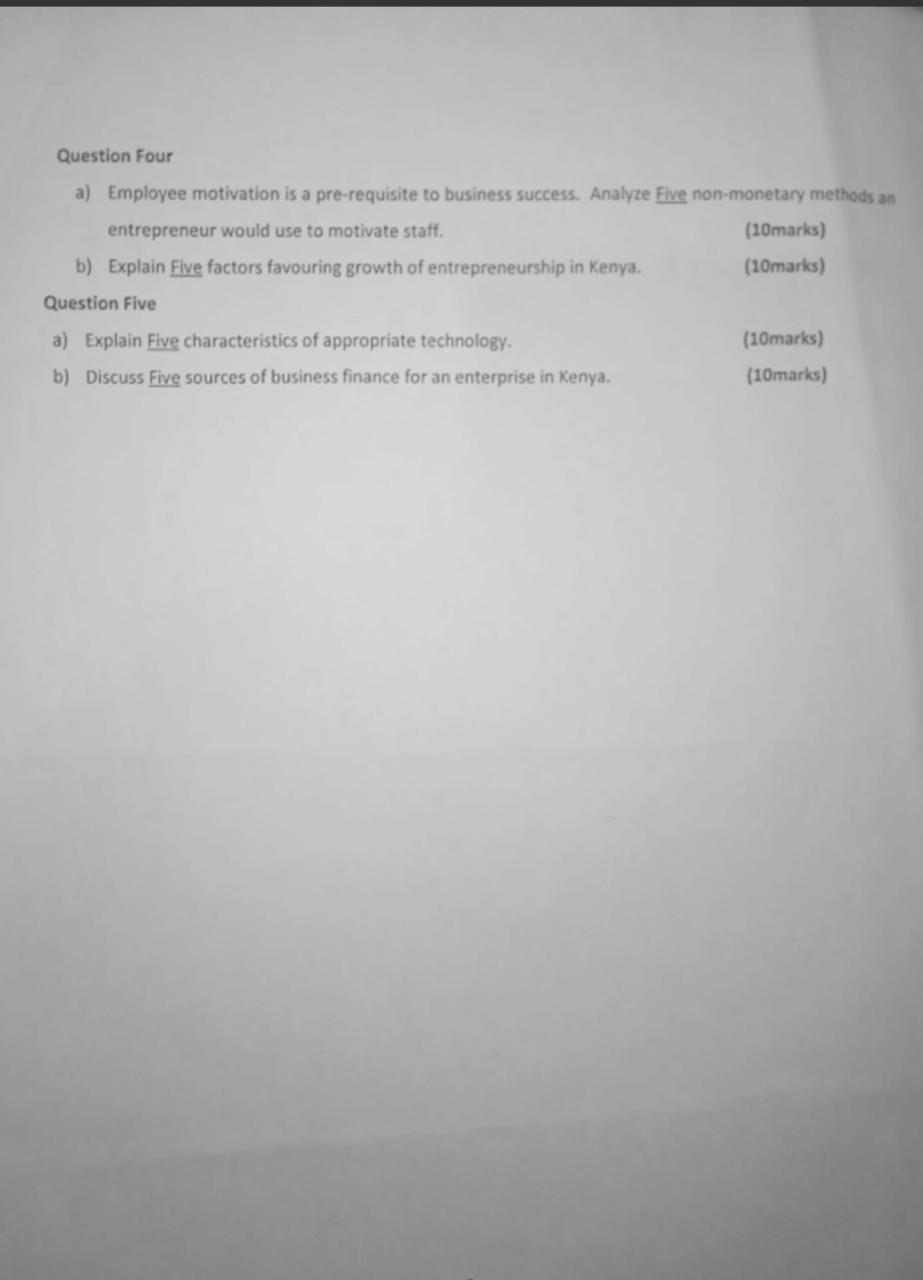 Question Four
a) Employee motivation is a pre-requisite to business success. Analyze Five non-monetary methods an
entrepreneur would use to motivate staff. (10marks)
b) Explain Five factors favouring growth of entrepreneurship in Kenya. (10marks)
Question Five
a) Explain Five characteristics of appropriate technology. (10marks)
b) Discuss Five sources of business finance for an enterprise in Kenya. (10marks)